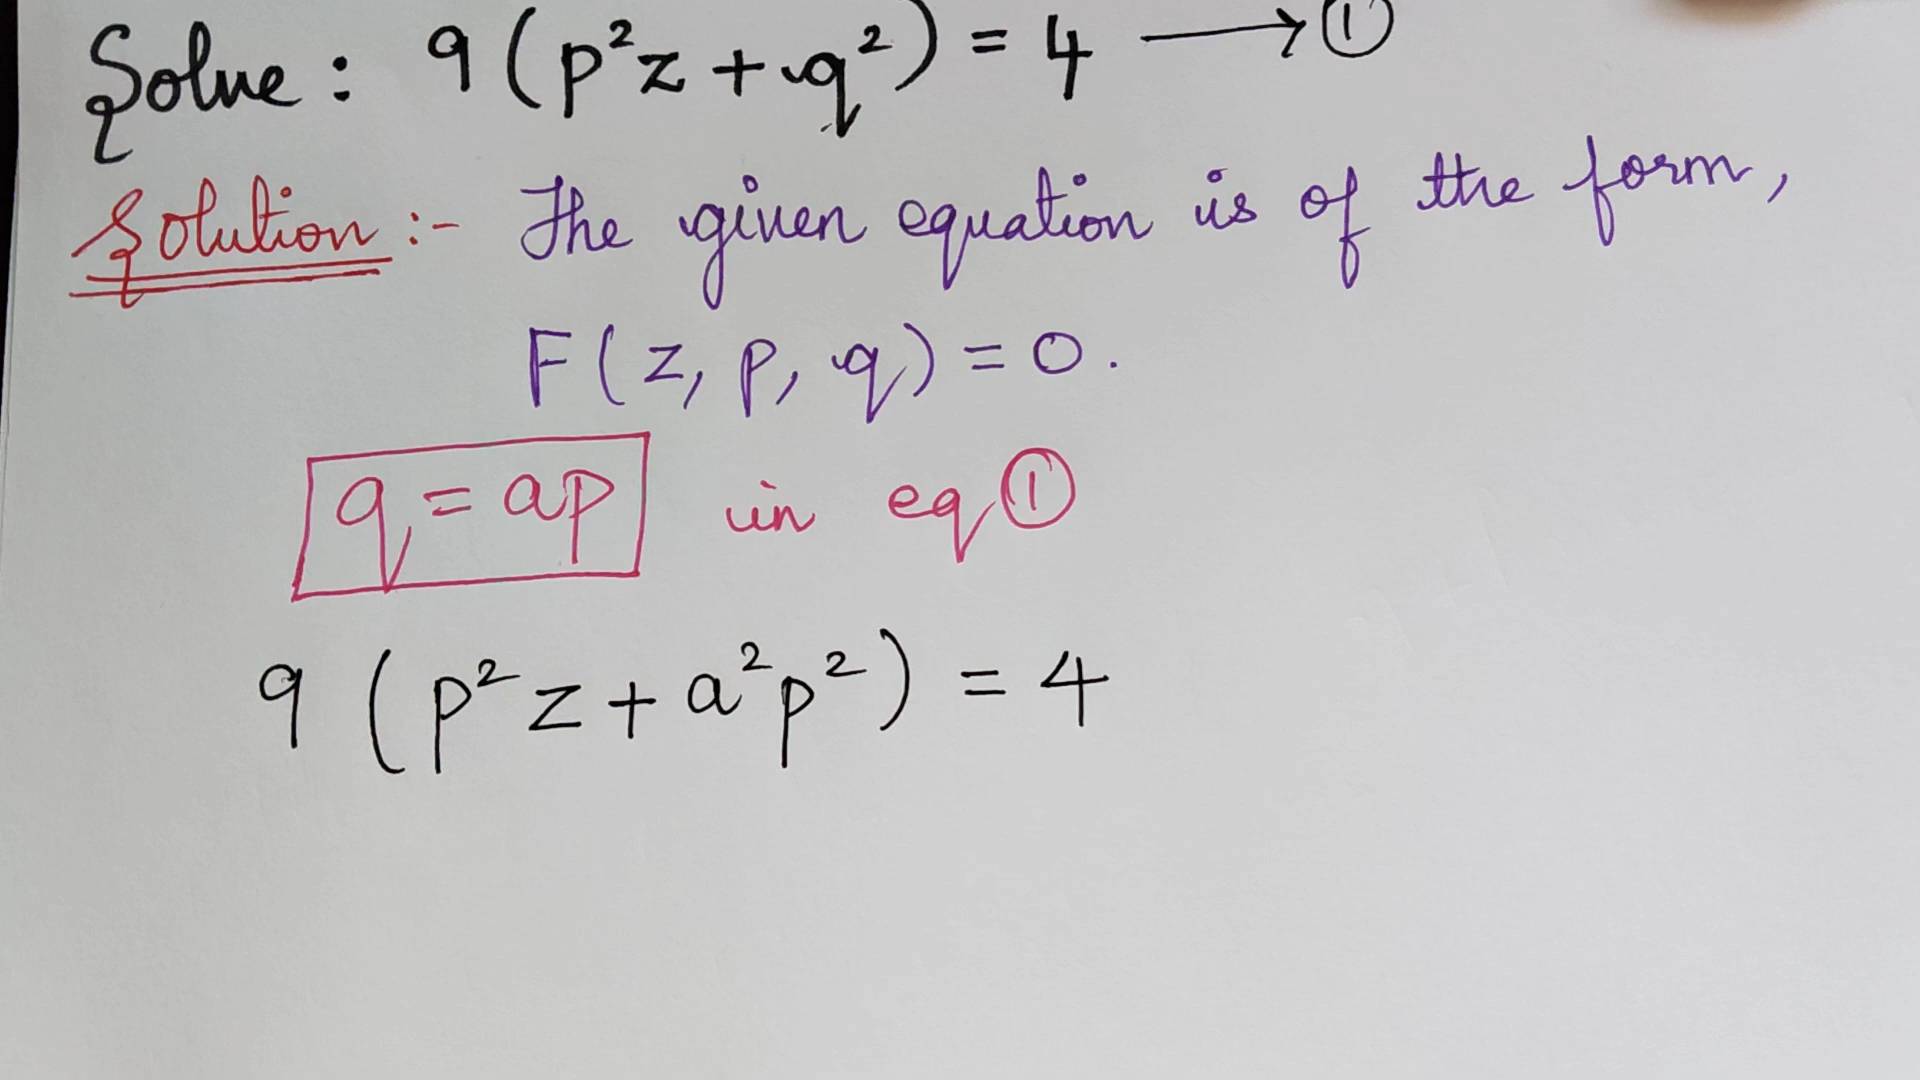 Solve : 9 (p²z + q²) = 4 ⟶ ①
Solution :- The given equation is of the form,
F(z, p, q) = 0.
q = ap in eq ①
9 (p²z + a²p²) = 4